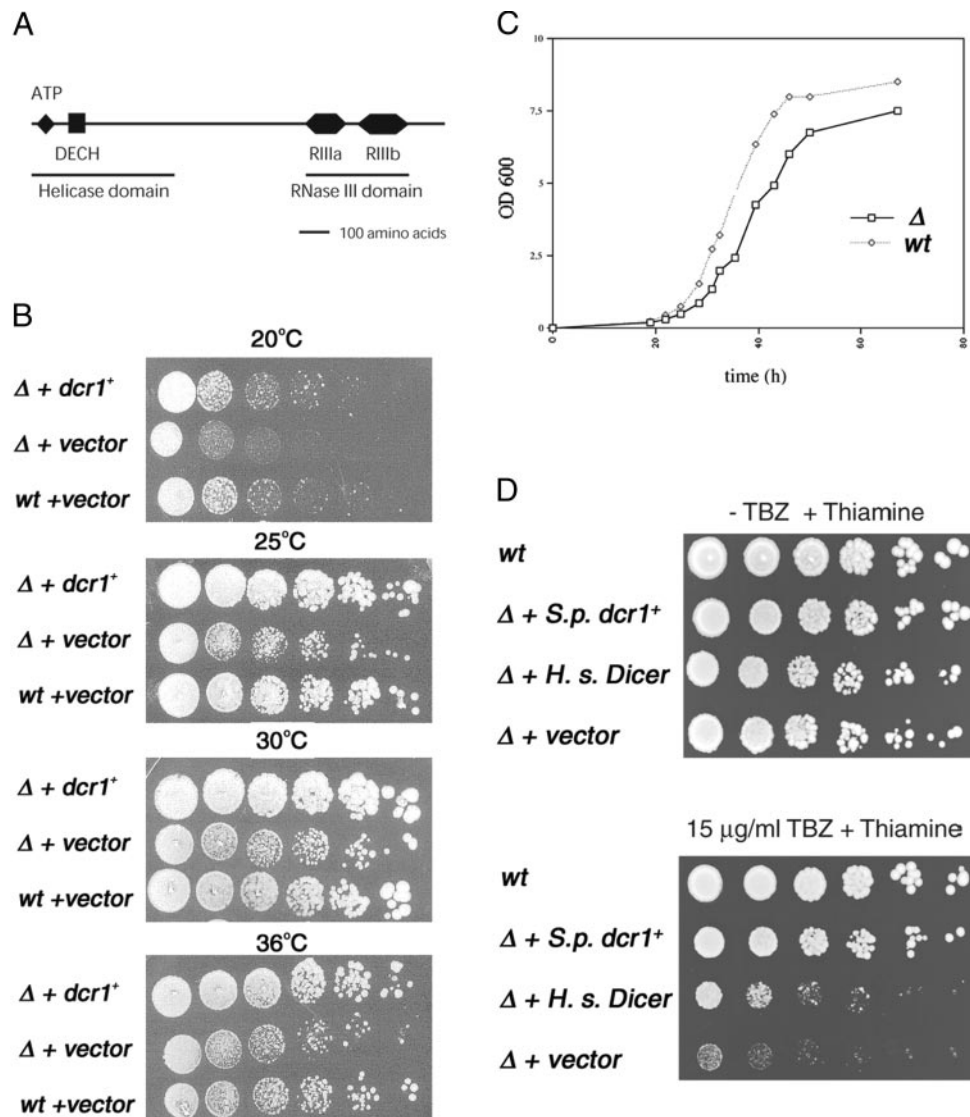 A
ATP
DECH
RIIIa
RIIIb
Helicase domain
RNase III domain
100 amino acids
B
20°C
Δ + dcr1⁺
Δ + vector
wt +vector
25°C
Δ + dcr1⁺
Δ + vector
wt +vector
30°C
Δ + dcr1⁺
Δ + vector
wt +vector
36°C
Δ + dcr1⁺
Δ + vector
wt +vector
C
10
7.5
5
2.5
0
OD 600
0
20
40
60
80
time (h)
Δ
wt
D
- TBZ + Thiamine
wt
Δ + S.p. dcr1⁺
Δ + H. s. Dicer
Δ + vector
15 µg/ml TBZ + Thiamine
wt
Δ + S.p. dcr1⁺
Δ + H. s. Dicer
Δ + vector